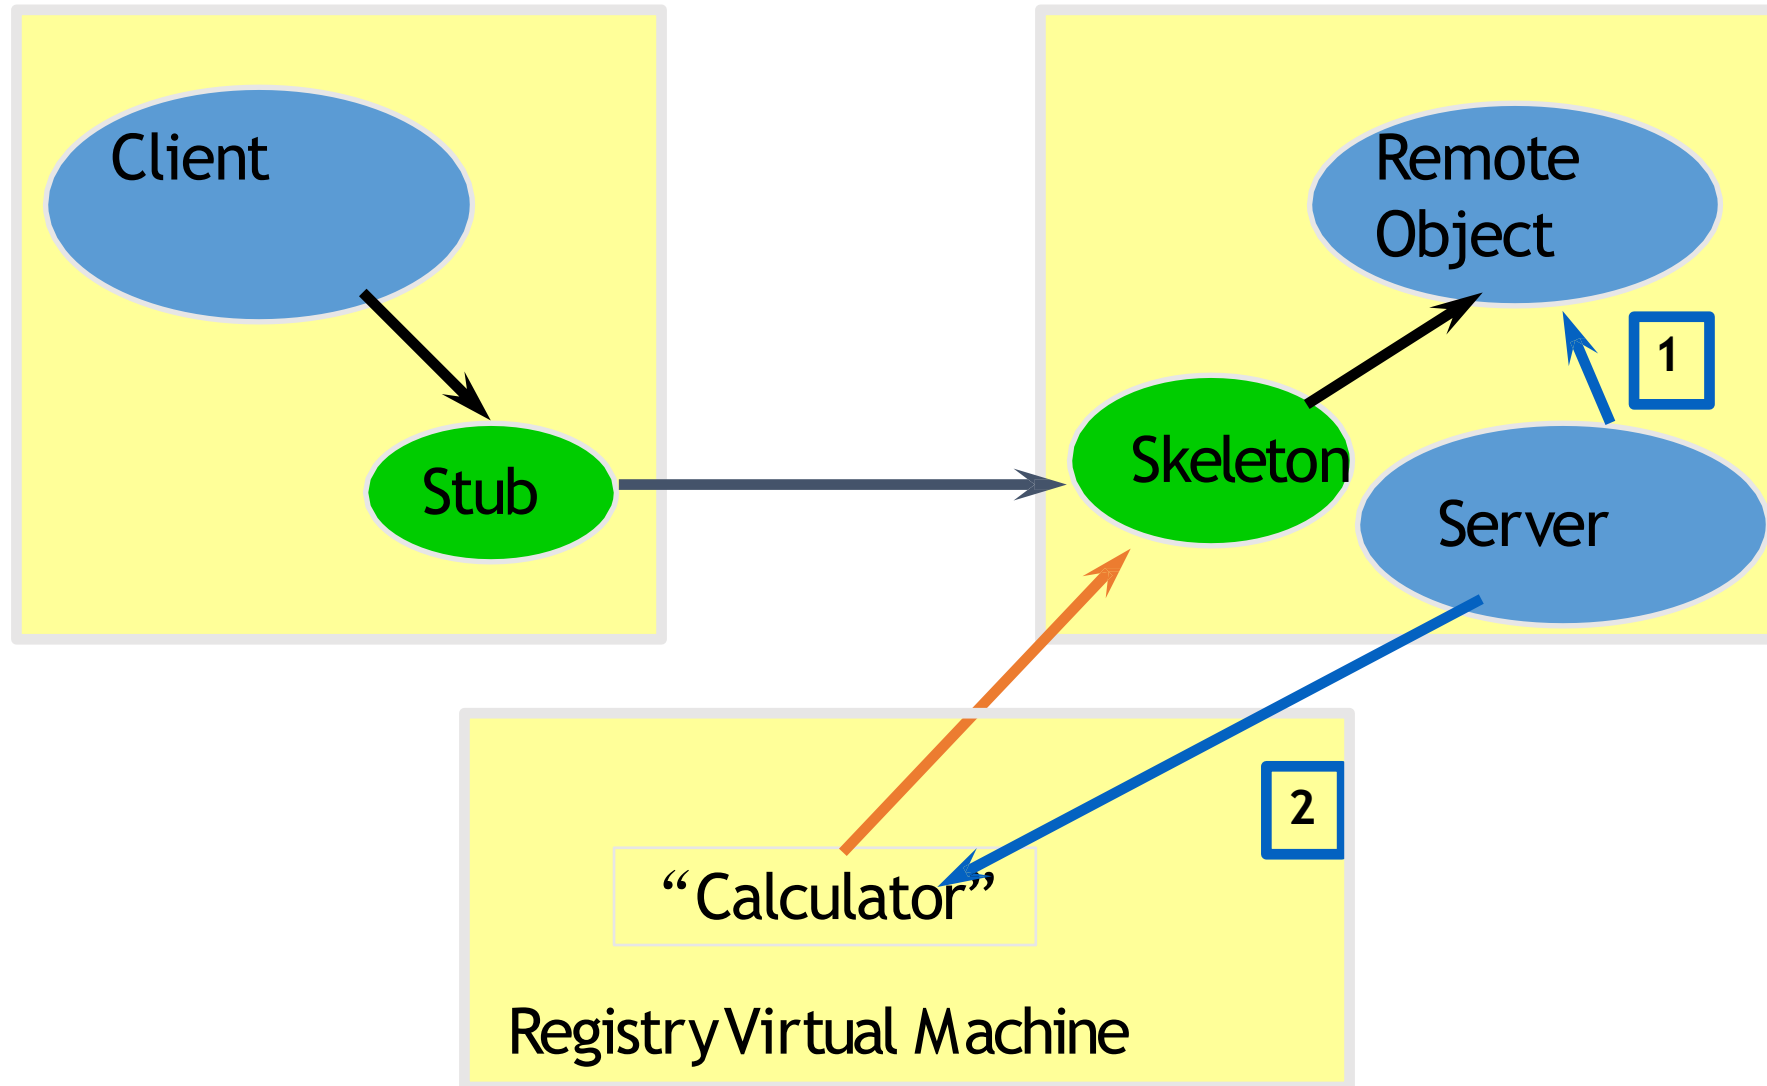 Client
Remote
Object
1
Stub
Skeleton
Server
2
“Calculator”
Registry Virtual Machine